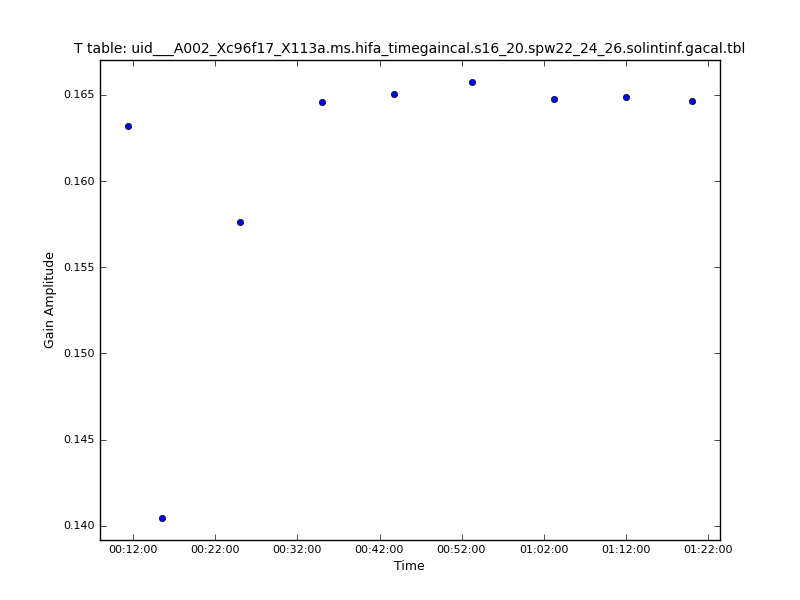 T table: uid___A002_Xc96f17_X113a.ms.hifa_timegaincal.s16_20.spw22_24_26.solintinf.gacal.tbl
0.165
0.160
0.155
0.150
0.145
0.140
Gain Amplitude
00:12:00 00:22:00 00:32:00 00:42:00 00:52:00 01:02:00 01:12:00 01:22:00
Time